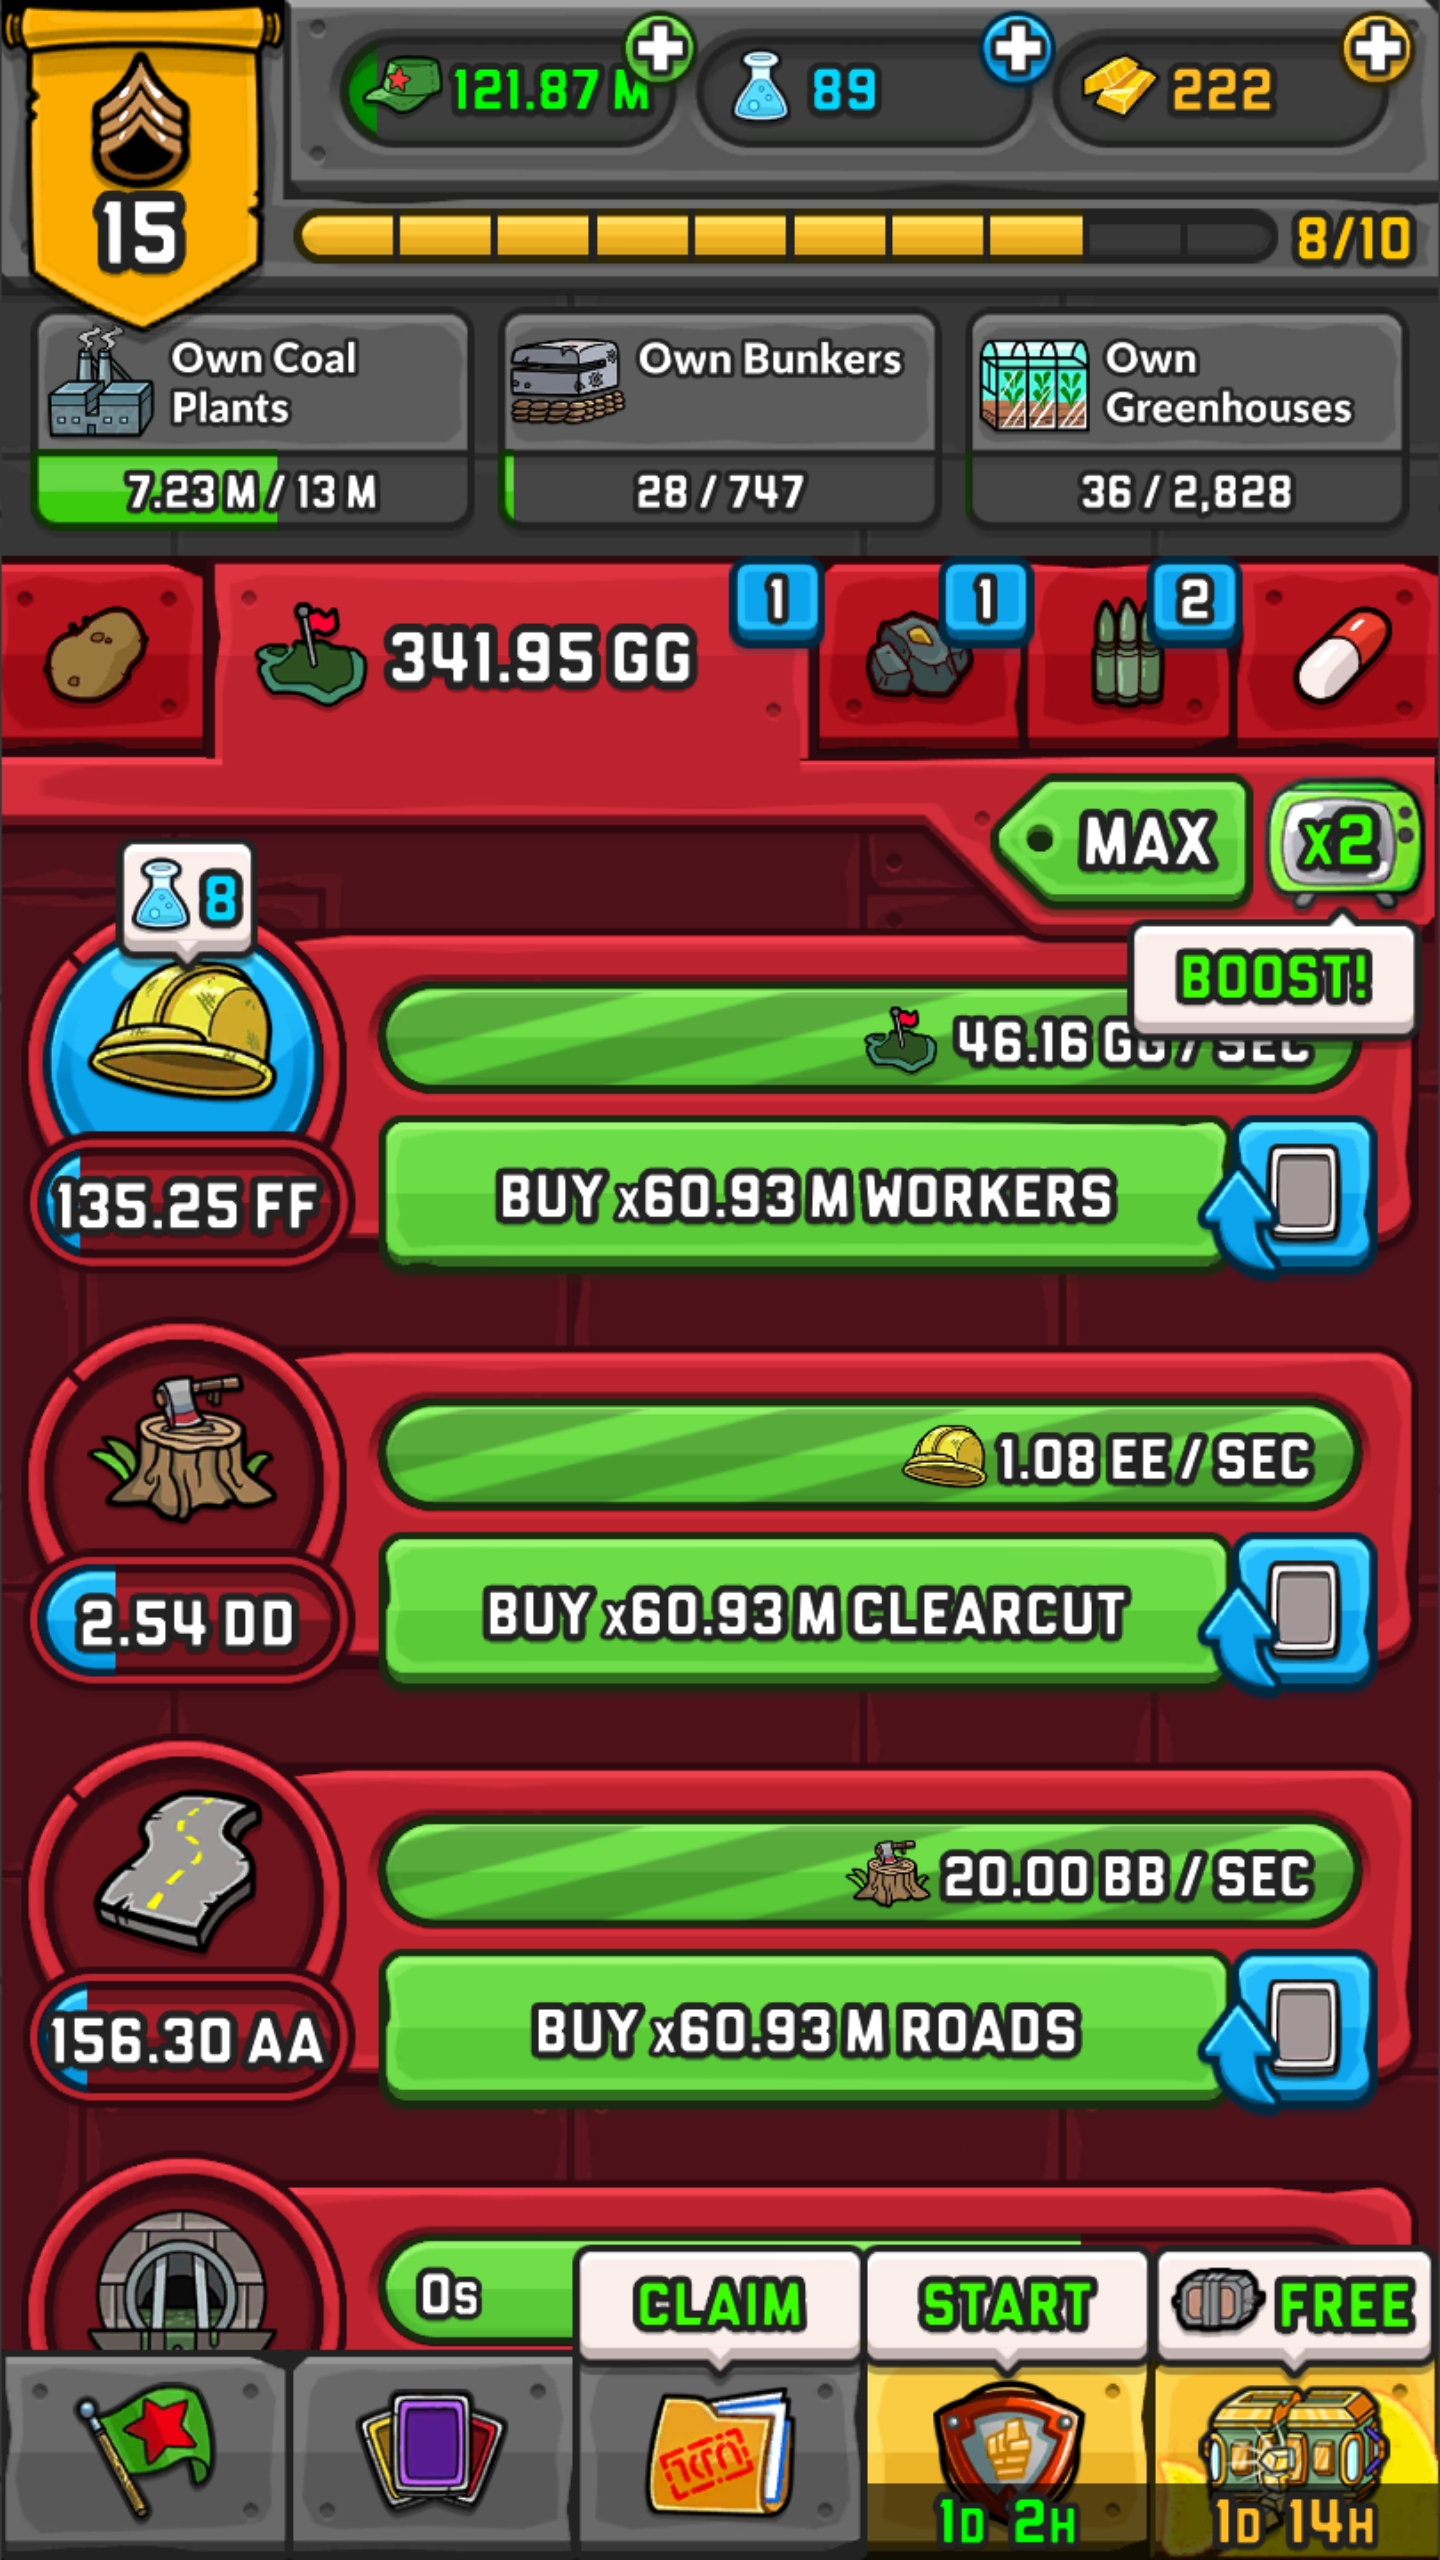 121.87 M
89
222
15
8/10
Own Coal
Plants
7.23 M / 13 M
Own Bunkers
28 / 747
Own
Greenhouses
36 / 2,828
341.95 GG
1
1
2
MAX
x2
BOOST!
8
46.16 GG / SEC
135.25 FF
BUY x60.93 M WORKERS
1.08 EE / SEC
2.54 DD
BUY x60.93 M CLEARCUT
20.00 BB / SEC
156.30 AA
BUY x60.93 M ROADS
0s
CLAIM
START
FREE
1D 2H
1D 14H